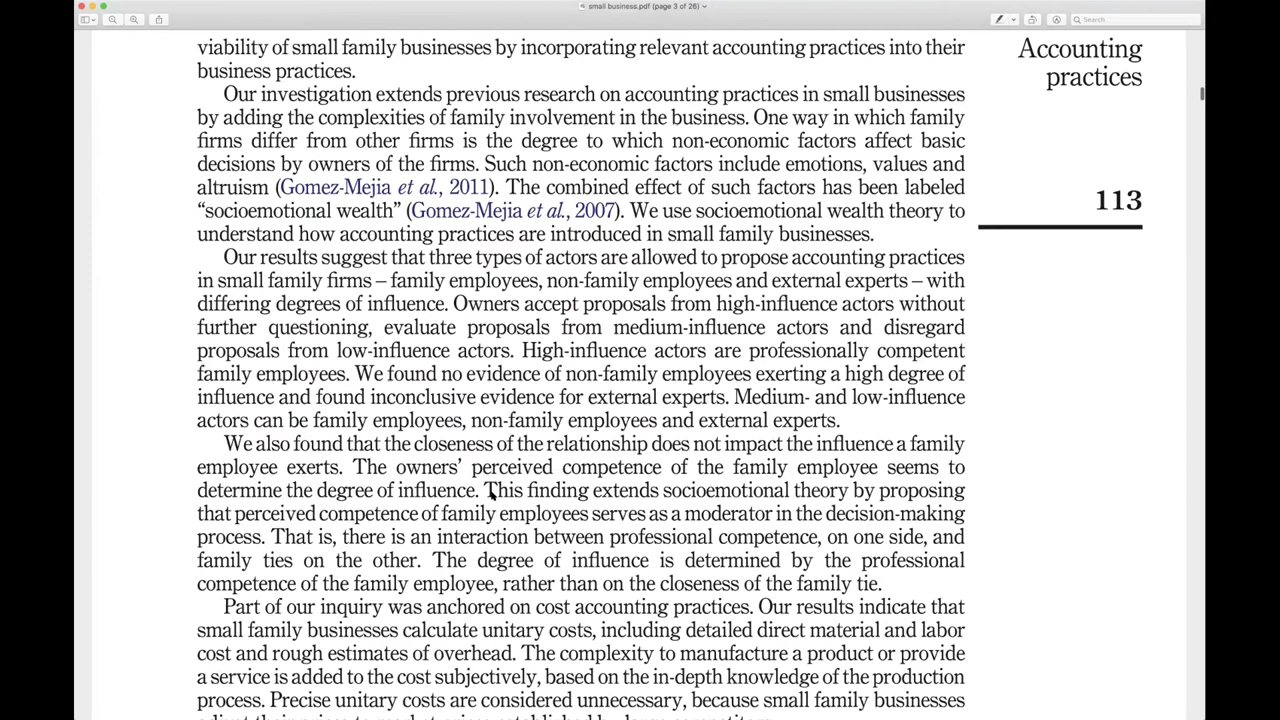 small business.pdf (page 3 of 26)
Search
viability of small family businesses by incorporating relevant accounting practices into their
business practices.
Our investigation extends previous research on accounting practices in small businesses
by adding the complexities of family involvement in the business. One way in which family
firms differ from other firms is the degree to which non-economic factors affect basic
decisions by owners of the firms. Such non-economic factors include emotions, values and
altruism (Gomez-Mejia et al., 2011). The combined effect of such factors has been labeled
“socioemotional wealth” (Gomez-Mejia et al., 2007). We use socioemotional wealth theory to
understand how accounting practices are introduced in small family businesses.
Our results suggest that three types of actors are allowed to propose accounting practices
in small family firms – family employees, non-family employees and external experts – with
differing degrees of influence. Owners accept proposals from high-influence actors without
further questioning, evaluate proposals from medium-influence actors and disregard
proposals from low-influence actors. High-influence actors are professionally competent
family employees. We found no evidence of non-family employees exerting a high degree of
influence and found inconclusive evidence for external experts. Medium- and low-influence
actors can be family employees, non-family employees and external experts.
We also found that the closeness of the relationship does not impact the influence a family
employee exerts. The owners’ perceived competence of the family employee seems to
determine the degree of influence. This finding extends socioemotional theory by proposing
that perceived competence of family employees serves as a moderator in the decision-making
process. That is, there is an interaction between professional competence, on one side, and
family ties on the other. The degree of influence is determined by the professional
competence of the family employee, rather than on the closeness of the family tie.
Part of our inquiry was anchored on cost accounting practices. Our results indicate that
small family businesses calculate unitary costs, including detailed direct material and labor
cost and rough estimates of overhead. The complexity to manufacture a product or provide
a service is added to the cost subjectively, based on the in-depth knowledge of the production
process. Precise unitary costs are considered unnecessary, because small family businesses
Accounting
practices
113